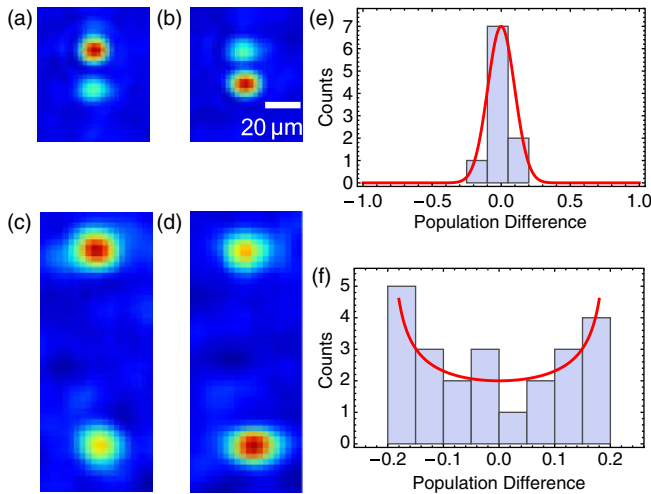 (a)
(b)
20 µm
(c)
(d)
(e)
7
6
5
4
3
2
1
0
Counts
−1.0 −0.5 0.0 0.5 1.0
Population Difference
(f)
5
4
3
2
1
0
Counts
−0.2 −0.1 0.0 0.1 0.2
Population Difference